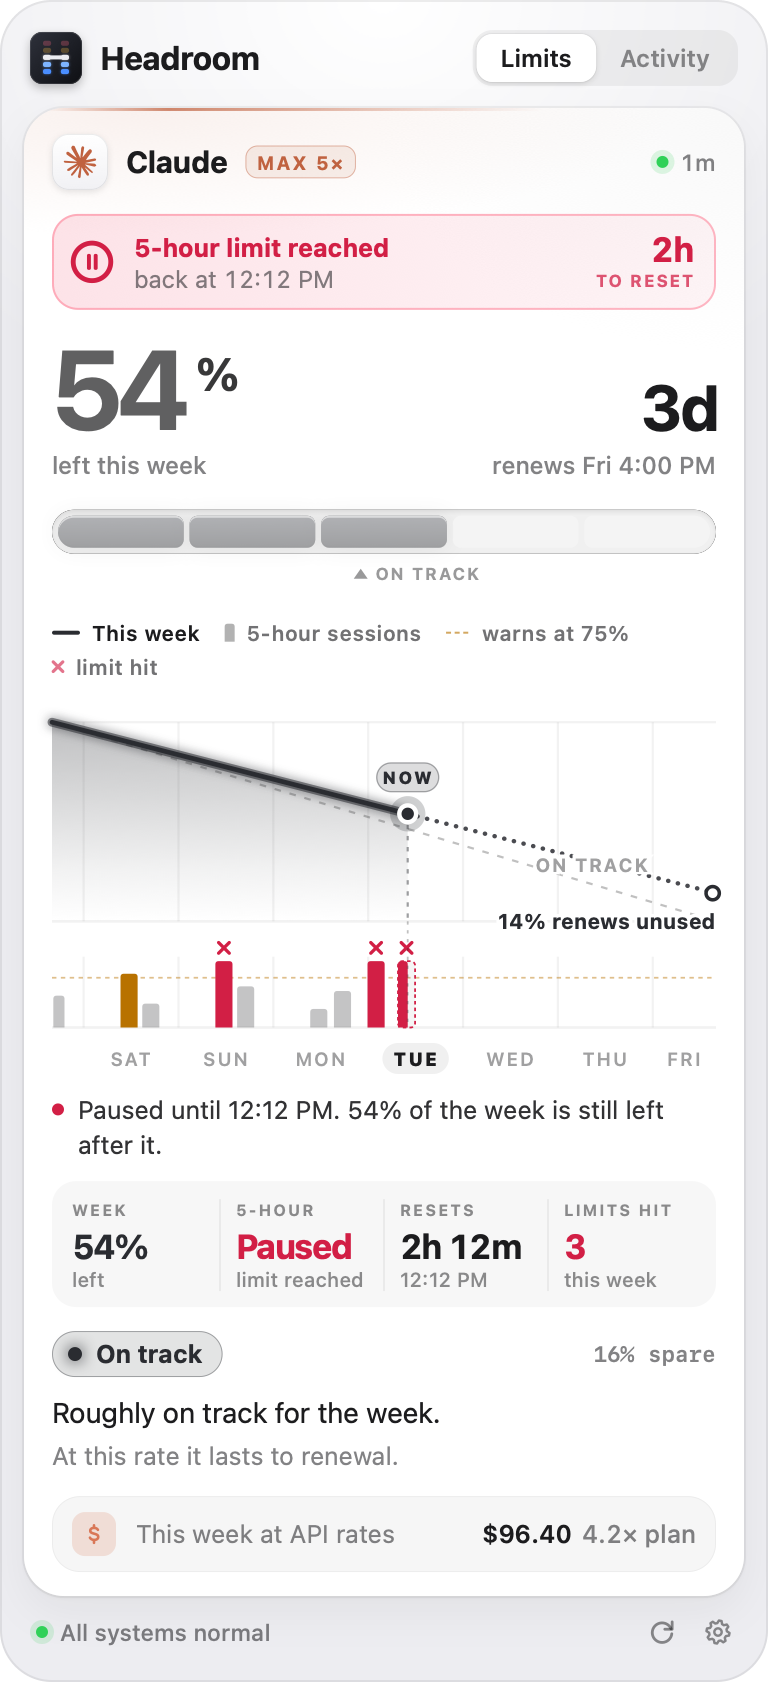 Headroom
Limits
Activity
Claude
MAX 5×
1m
5-hour limit reached
back at 12:12 PM
2h
TO RESET
54%
left this week
3d
renews Fri 4:00 PM
▲ ON TRACK
This week
5-hour sessions
warns at 75%
× limit hit
NOW
ON TRACK
14% renews unused
SAT
SUN
MON
TUE
WED
THU
FRI
Paused until 12:12 PM. 54% of the week is still left
after it.
WEEK
54%
left
5-HOUR
Paused
limit reached
RESETS
2h 12m
12:12 PM
LIMITS HIT
3
this week
On track
16% spare
Roughly on track for the week.
At this rate it lasts to renewal.
$
This week at API rates
$96.40 4.2× plan
All systems normal